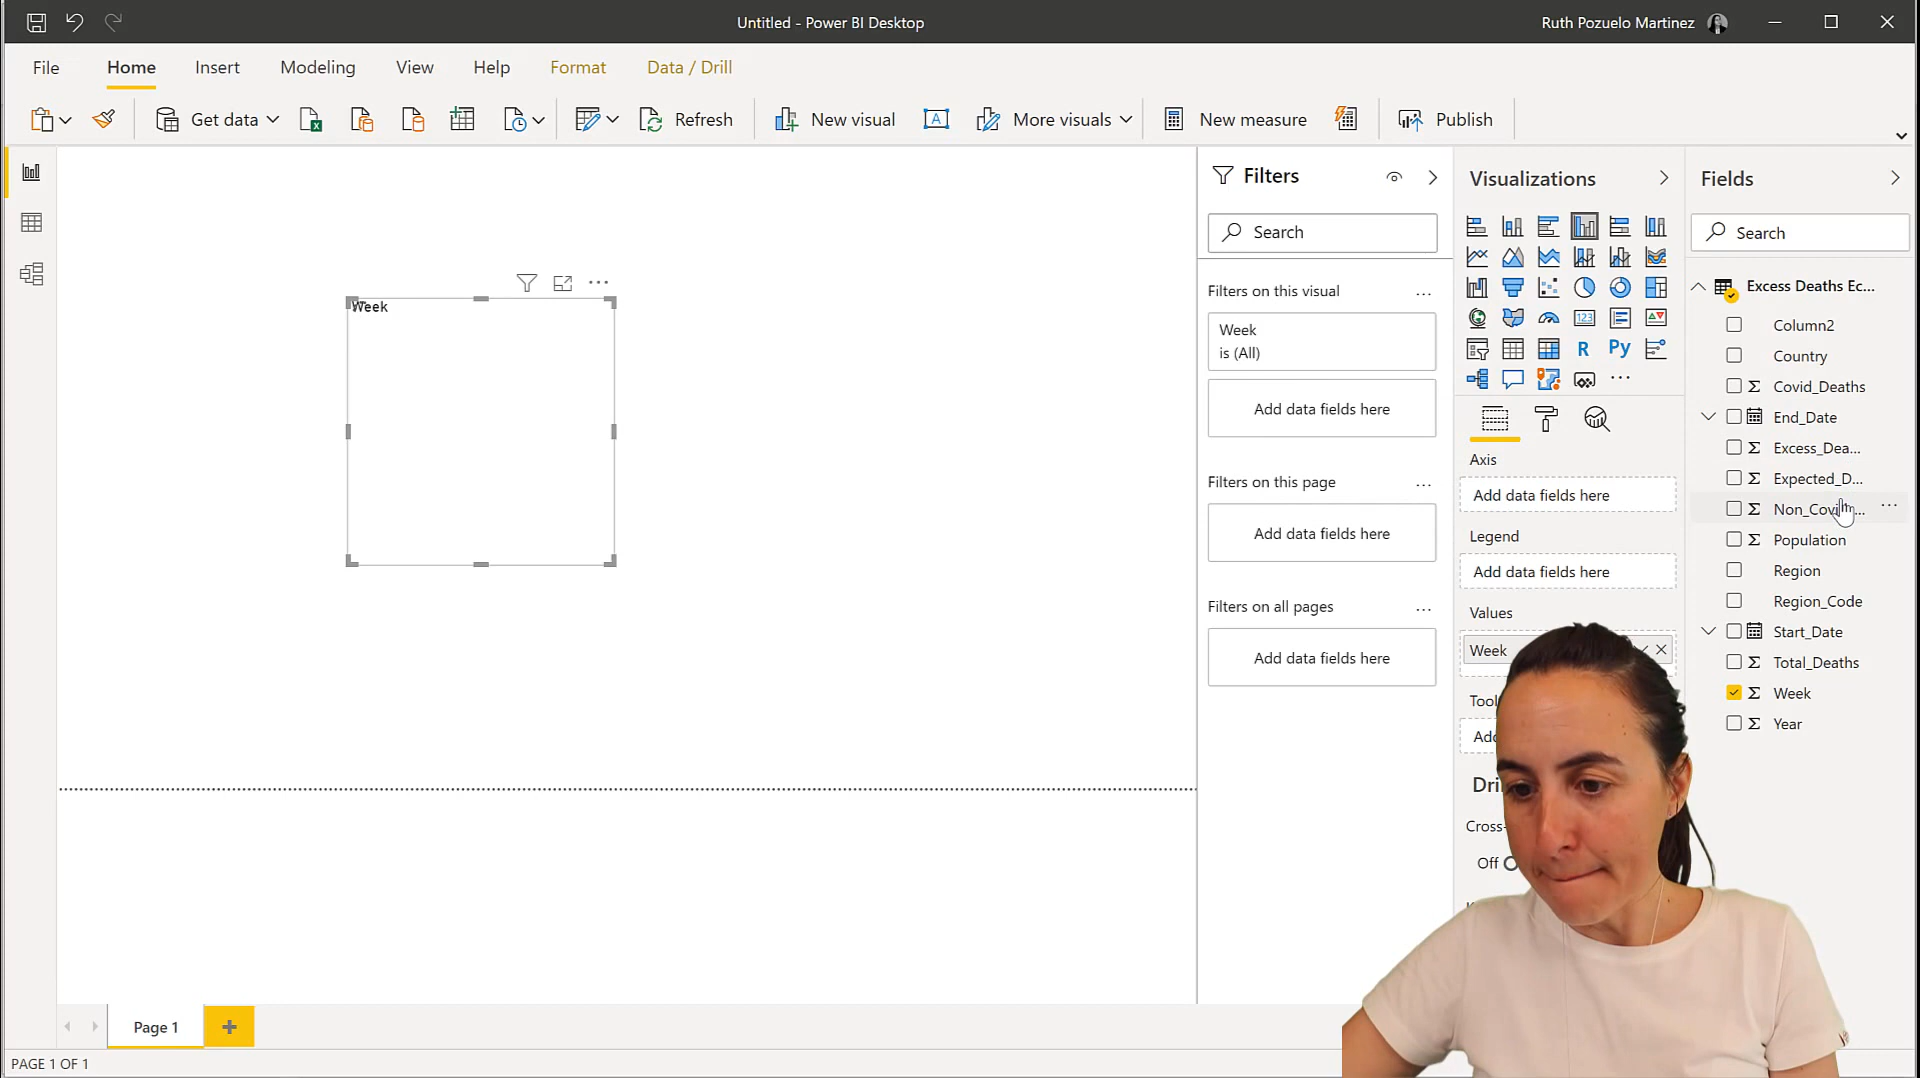 Untitled - Power BI Desktop
Ruth Pozuelo Martinez
File Home Insert Modeling View Help Format Data / Drill
Get data Refresh New visual A More visuals New measure Publish
Filters
Search
Filters on this visual ...
Week
is (All)
Add data fields here
Filters on this page ...
Add data fields here
Filters on all pages ...
Add data fields here
Visualizations
123
R Py
...
Axis
Add data fields here
Legend
Add data fields here
Values
Week
Off
Fields
Search
Excess Deaths Ec...
Column2
Country
Covid_Deaths
End_Date
Excess_Dea...
Expected_D...
Population
Region
Region_Code
Start_Date
Total_Deaths
Week
Year
Week
Page 1
PAGE 1 OF 1